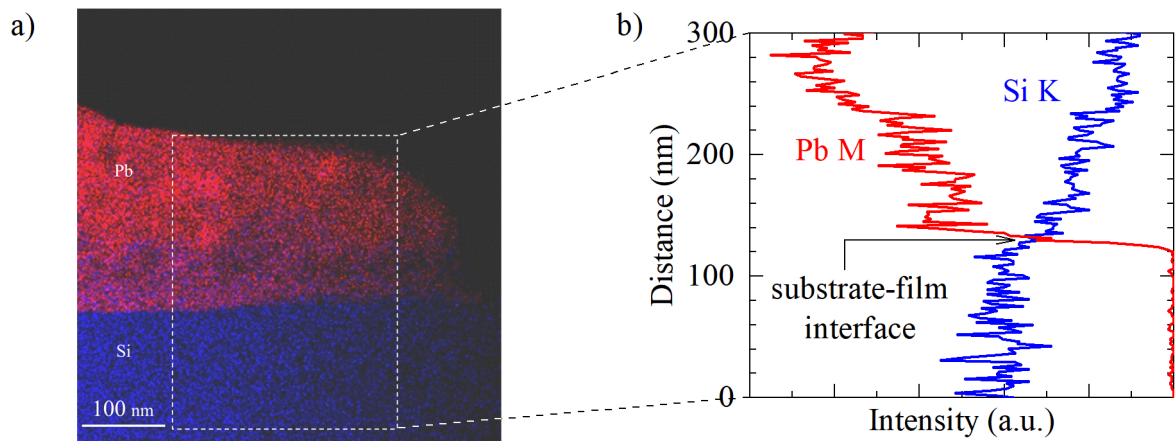 a)
Pb
Si
100 nm
b)
300
200
100
0
Distance (nm)
Pb M
Si K
substrate-film
interface
Intensity (a.u.)